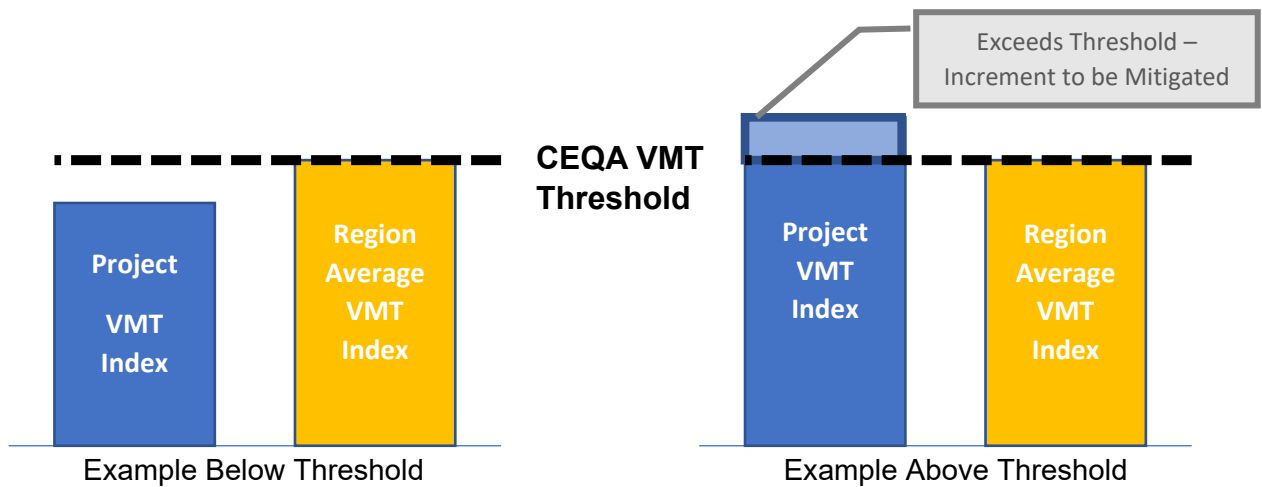 Exceeds Threshold –
Increment to be Mitigated
CEQA VMT
Threshold
Project
VMT
Index
Region
Average
VMT
Index
Project
VMT
Index
Region
Average
VMT
Index
Example Below Threshold
Example Above Threshold